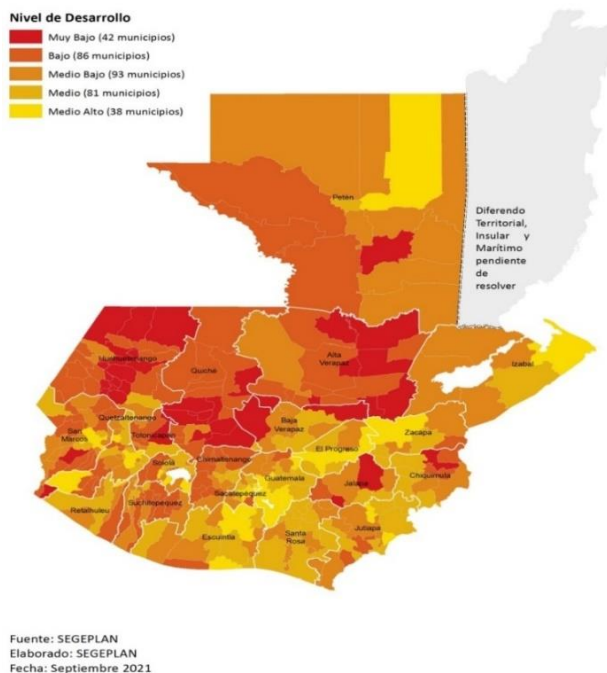 Nivel de Desarrollo
Muy Bajo (42 municipios)
Bajo (86 municipios)
Medio Bajo (93 municipios)
Medio (81 municipios)
Medio Alto (38 municipios)
Petén
Diferendo
Territorial,
Insular y
Marítimo
pendiente
de
resolver
Huehuetenango
Quiché
Alta
Verapaz
Izabal
San
Marcos
Quetzaltenango
Totonicapán
Baja
Verapaz
Zacapa
El Progreso
Sololá
Chimaltenango
Guatemala
Chiquimula
Jalapa
Sacatepéquez
Retalhuleu
Suchitepéquez
Escuintla
Santa
Rosa
Jutiapa
Fuente: SEGEPLAN
Elaborado: SEGEPLAN
Fecha: Septiembre 2021